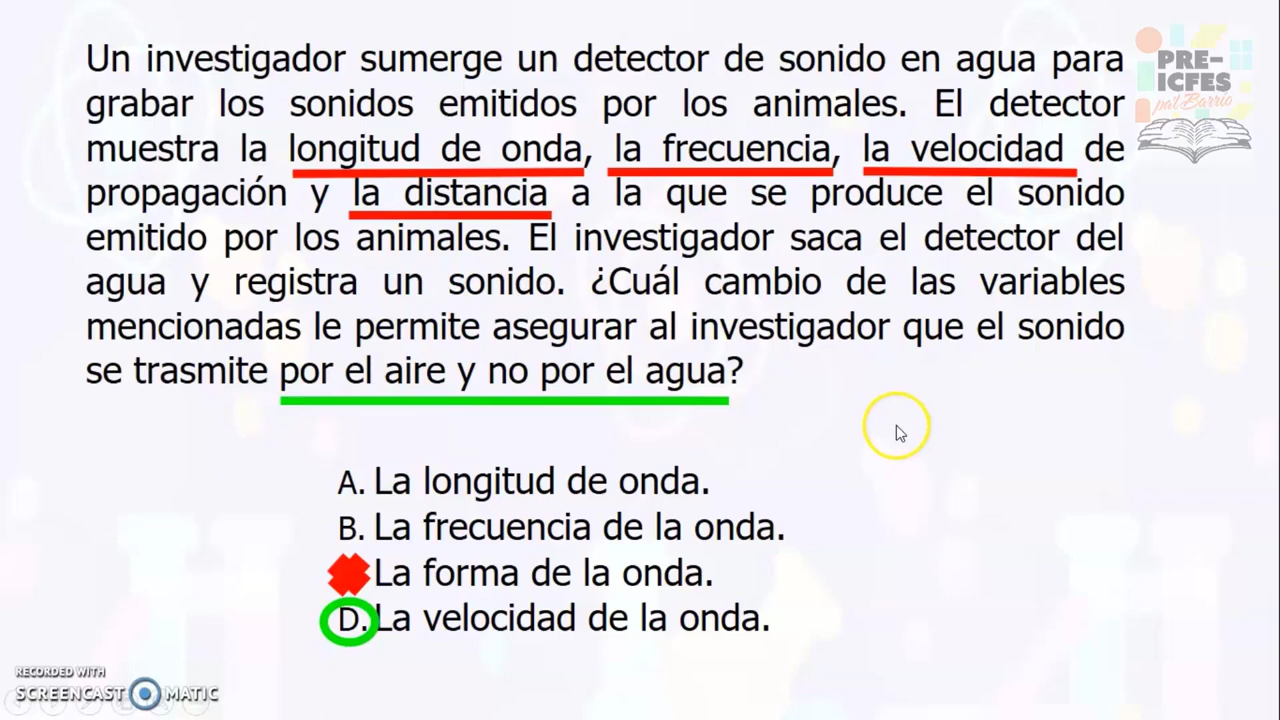 Un investigador sumerge un detector de sonido en agua para
grabar los sonidos emitidos por los animales. El detector
muestra la longitud de onda, la frecuencia, la velocidad de
propagación y la distancia a la que se produce el sonido
emitido por los animales. El investigador saca el detector del
agua y registra un sonido. ¿Cuál cambio de las variables
mencionadas le permite asegurar al investigador que el sonido
se trasmite por el aire y no por el agua?
A. La longitud de onda.
B. La frecuencia de la onda.
La forma de la onda.
D. La velocidad de la onda.
PRE-
ICFES
pa'l Barrio
RECORDED WITH
SCREENCAST MATIC